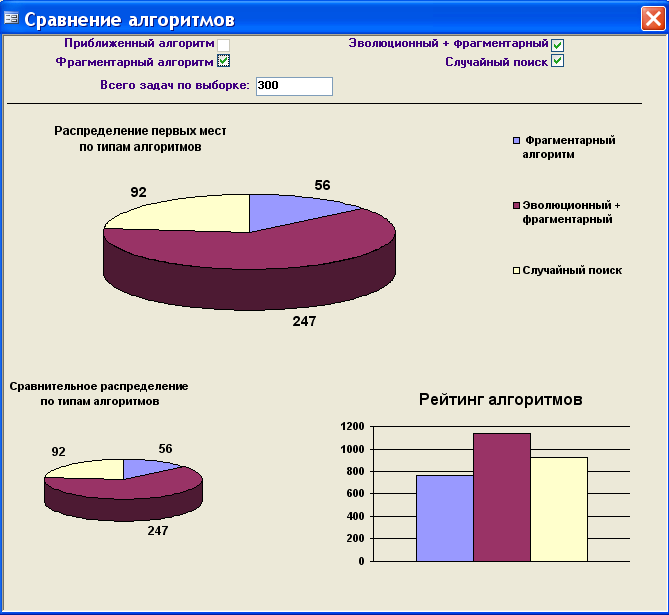 Сравнение алгоритмов
Приближенный алгоритм
Эволюционный + фрагментарный
Фрагментарный алгоритм
Случайный поиск
Всего задач по выборке: 300
Распределение первых мест
по типам алгоритмов
92
56
247
Фрагментарный
алгоритм
Эволюционный +
фрагментарный
Случайный поиск
Сравнительное распределение
по типам алгоритмов
92
56
247
Рейтинг алгоритмов
1200
1000
800
600
400
200
0